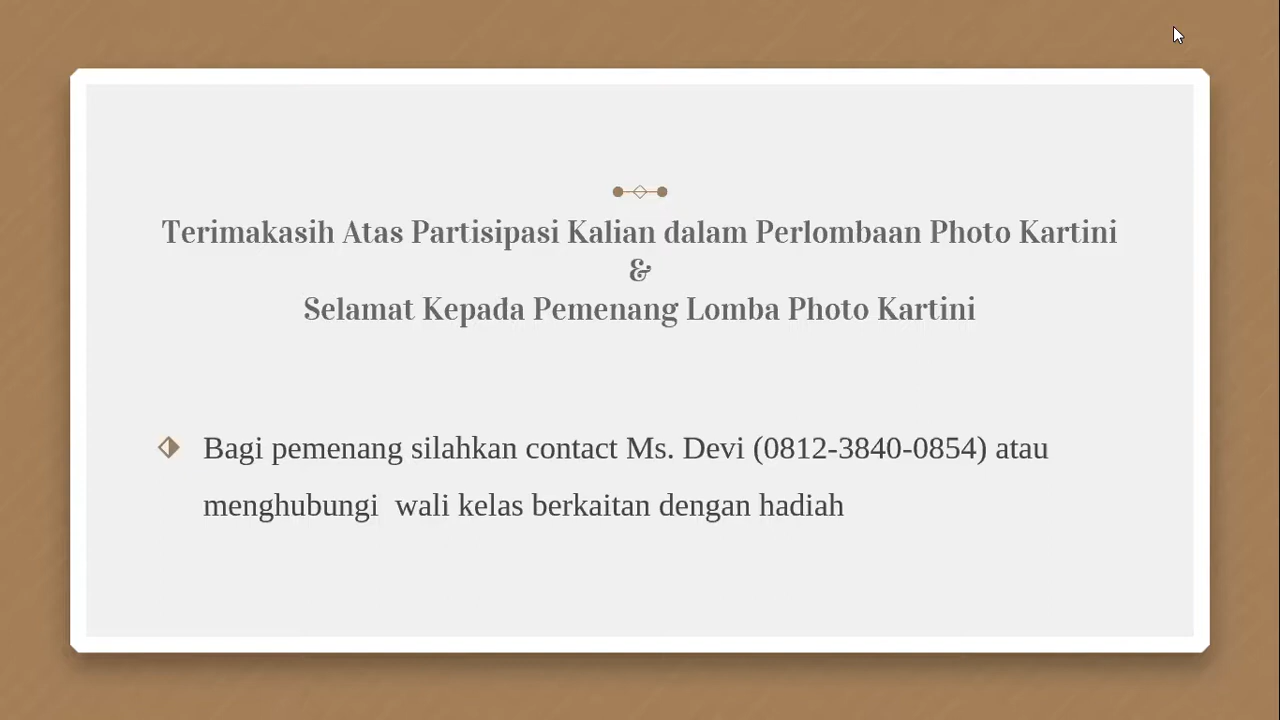 Terimakasih Atas Partisipasi Kalian dalam Perlombaan Photo Kartini
&
Selamat Kepada Pemenang Lomba Photo Kartini
Bagi pemenang silahkan contact Ms. Devi (0812-3840-0854) atau
menghubungi  wali kelas berkaitan dengan hadiah